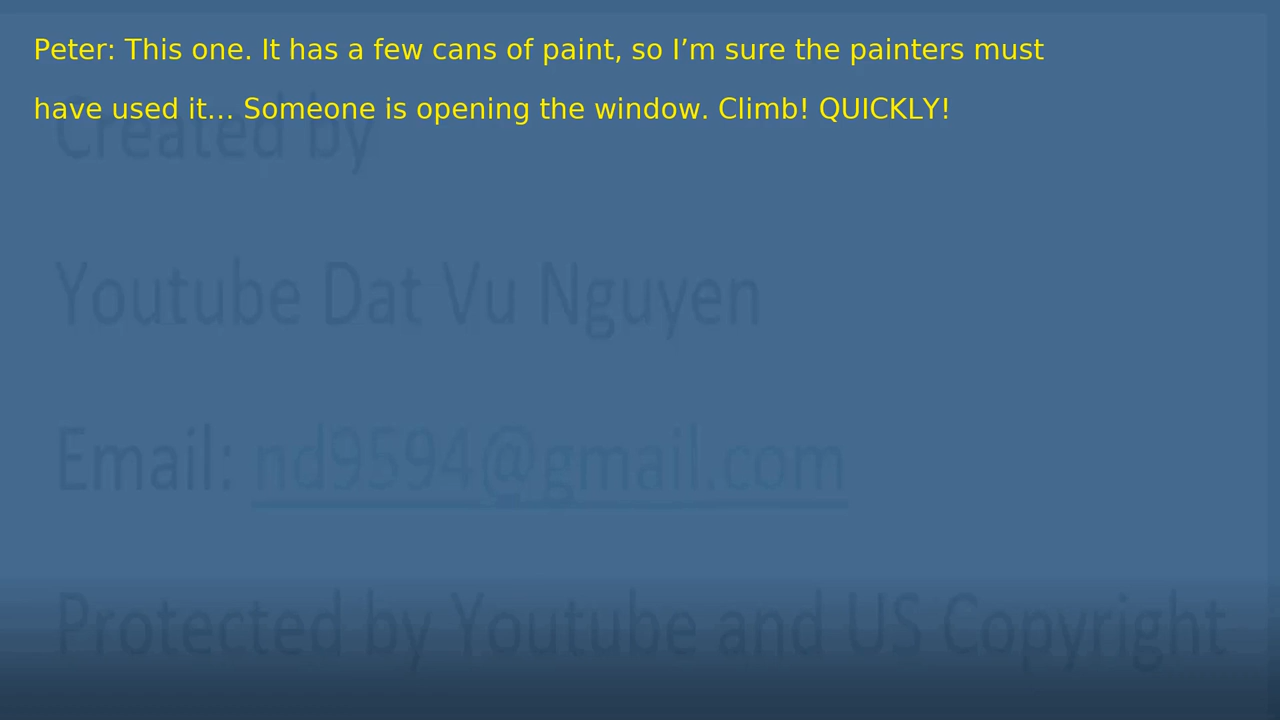 Peter: This one. It has a few cans of paint, so I’m sure the painters must
have used it... Someone is opening the window. Climb! QUICKLY!
Created by
Youtube Dat Vu Nguyen
Email: nd9594@gmail.com
Protected by Youtube and US Copyright